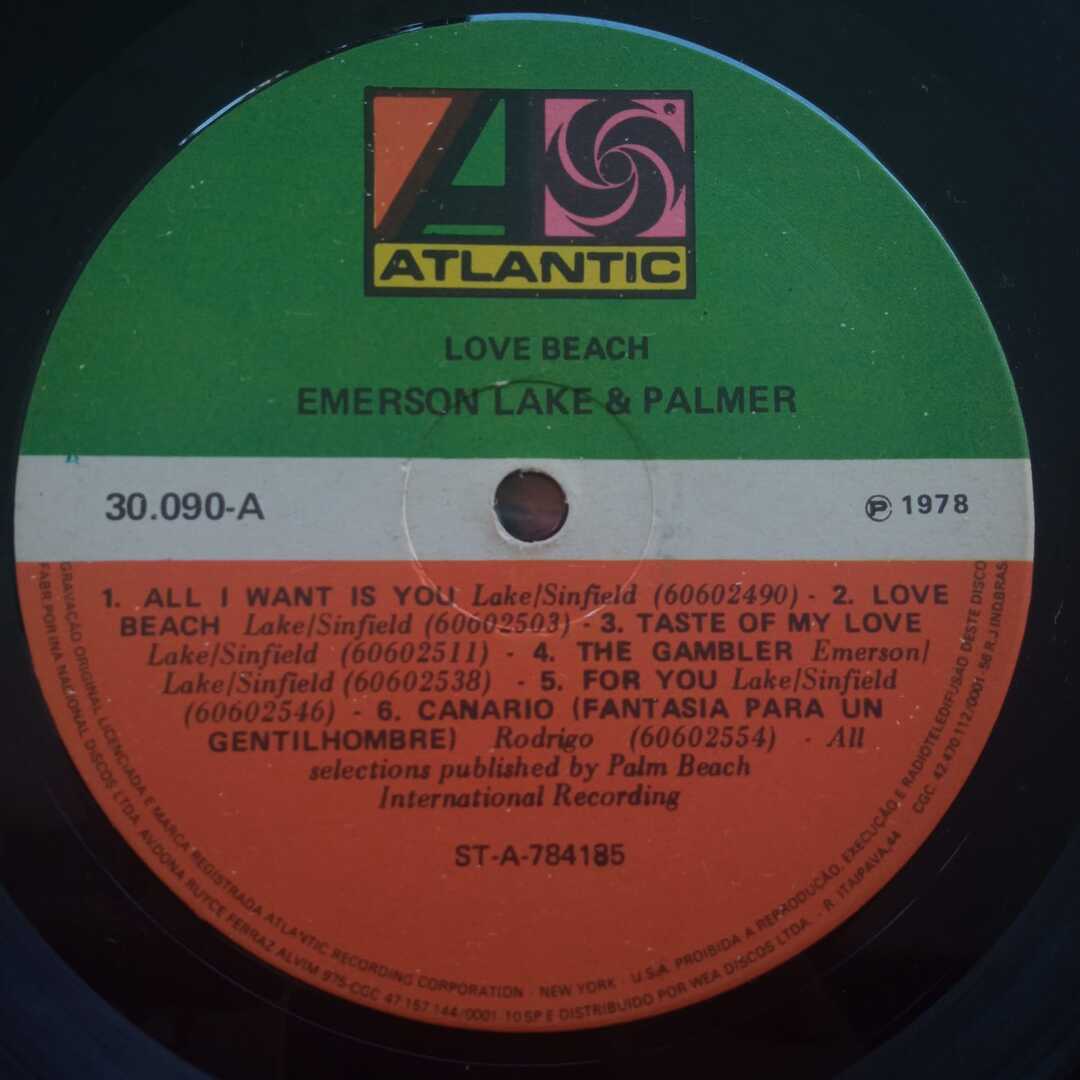 ATLANTIC
LOVE BEACH
EMERSON LAKE & PALMER
30.090-A
℗ 1978
1. ALL I WANT IS YOU Lake/Sinfield (60602490) - 2. LOVE
BEACH Lake/Sinfield (60602503) - 3. TASTE OF MY LOVE
Lake/Sinfield (60602511) - 4. THE GAMBLER Emerson/
Lake/Sinfield (60602538) - 5. FOR YOU Lake/Sinfield
(60602546) - 6. CANARIO (FANTASIA PARA UN
GENTILHOMBRE) Rodrigo (60602554) - All
selections published by Palm Beach
International Recording
ST-A-784185
GRAVAÇÃO ORIGINAL LICENCIADA E MARCA REGISTRADA ATLANTIC RECORDING CORPORATION - NEW YORK - U.S.A. PROIBIDA A REPRODUÇÃO, EXECUÇÃO E RADIOTELEDIFUSÃO DESTE DISCO
FABR. POR INA NACIONAL DISCOS LTDA. AV. DONA RUYCE FERRAZ ALVIM 975-CGC 47.157.144/0001 10 SP E DISTRIBUIDO POR WEA DISCOS LTDA - R. ITAIPAVA, 44 CGC: 42.470.112/0001-56 R.J IND.BRAS